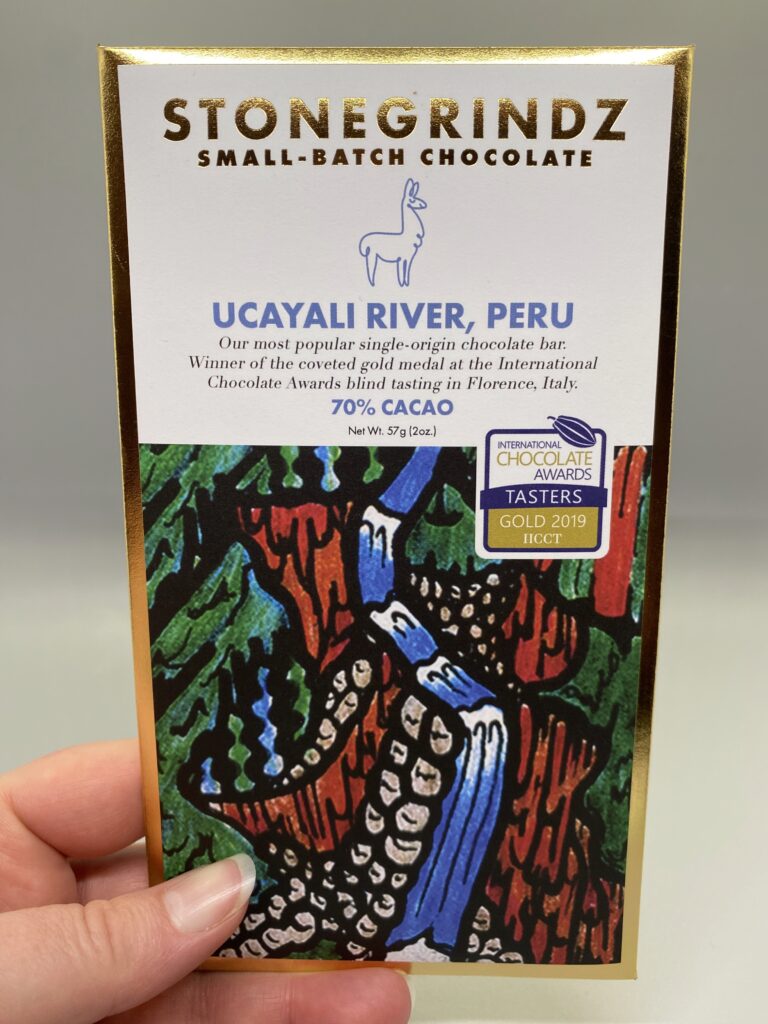 STONEGRINDZ
SMALL-BATCH CHOCOLATE
UCAYALI RIVER, PERU
Our most popular single-origin chocolate bar.
Winner of the coveted gold medal at the International
Chocolate Awards blind tasting in Florence, Italy.
70% CACAO
Net Wt. 57g (2oz.)
INTERNATIONAL
CHOCOLATE
AWARDS
TASTERS
GOLD 2019
IICCT